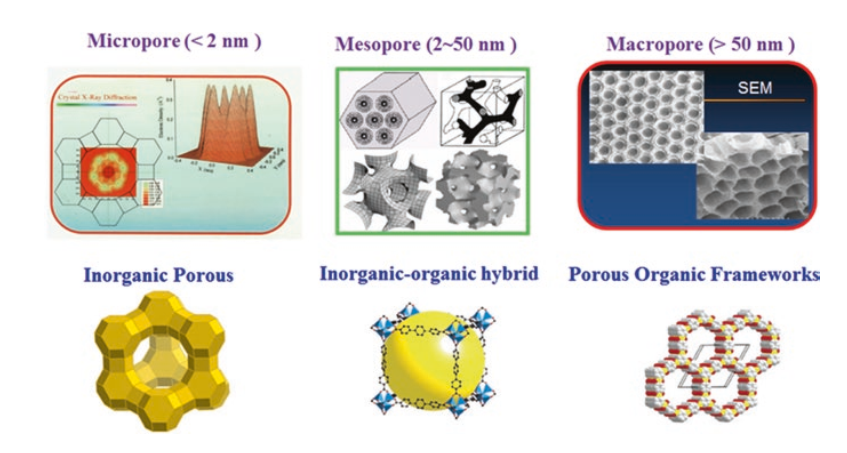 Micropore (< 2 nm )
Mesopore (2~50 nm )
Macropore (> 50 nm )
Crystal X-Ray Diffraction
SEM
Inorganic Porous
Inorganic-organic hybrid
Porous Organic Frameworks